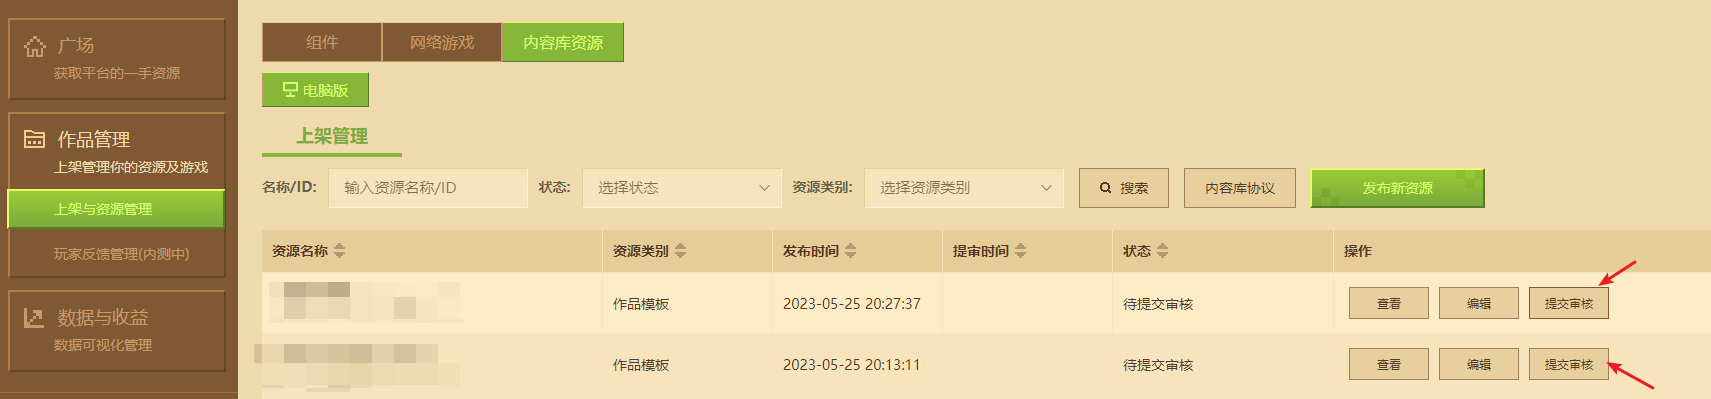 广场
获取平台的一手资源
作品管理
上架管理你的资源及游戏
上架与资源管理
玩家反馈管理(内测中)
数据与收益
数据可视化管理
组件 网络游戏 内容库资源
电脑版
上架管理
名称/ID: 输入资源名称/ID 状态: 选择状态 资源类别: 选择资源类别 搜索 内容库协议 发布新资源
资源名称 资源类别 发布时间 提审时间 状态 操作
作品模板 2023-05-25 20:27:37 待提交审核 查看 编辑 提交审核
作品模板 2023-05-25 20:13:11 待提交审核 查看 编辑 提交审核